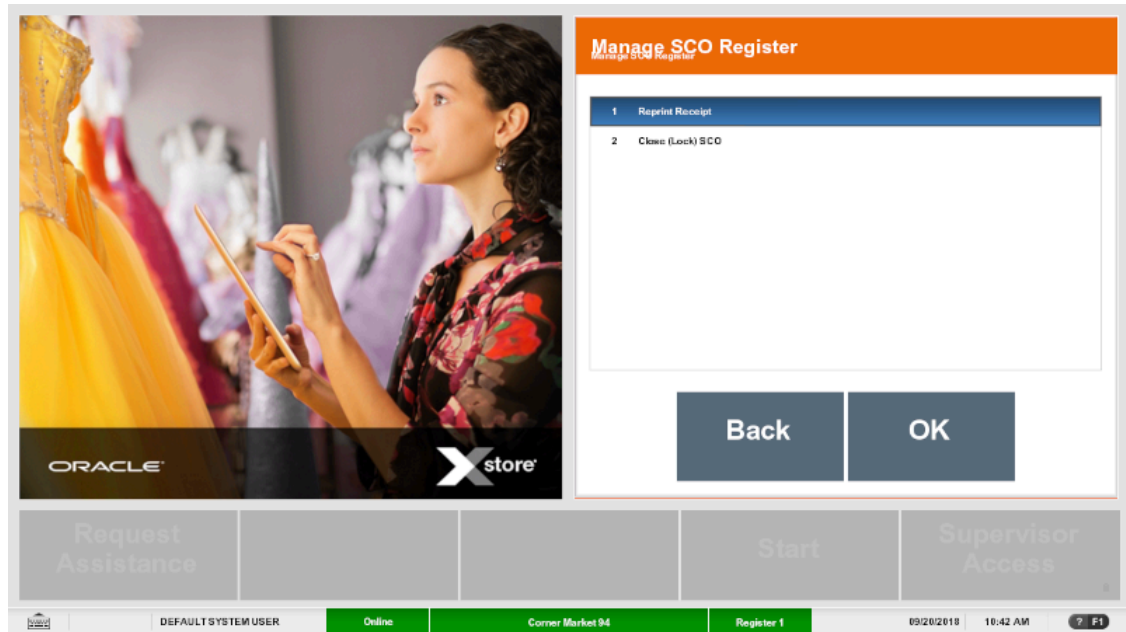 Manage SCO Register
Manage SCO Register
1 Reprint Receipt
2 Close (Lock) SCO
Back
OK
ORACLE
Xstore
Request
Assistance
Start
Supervisor
Access
DEFAULT SYSTEM USER
Online
Corner Market 94
Register 1
09/20/2018
10:42 AM
? F1